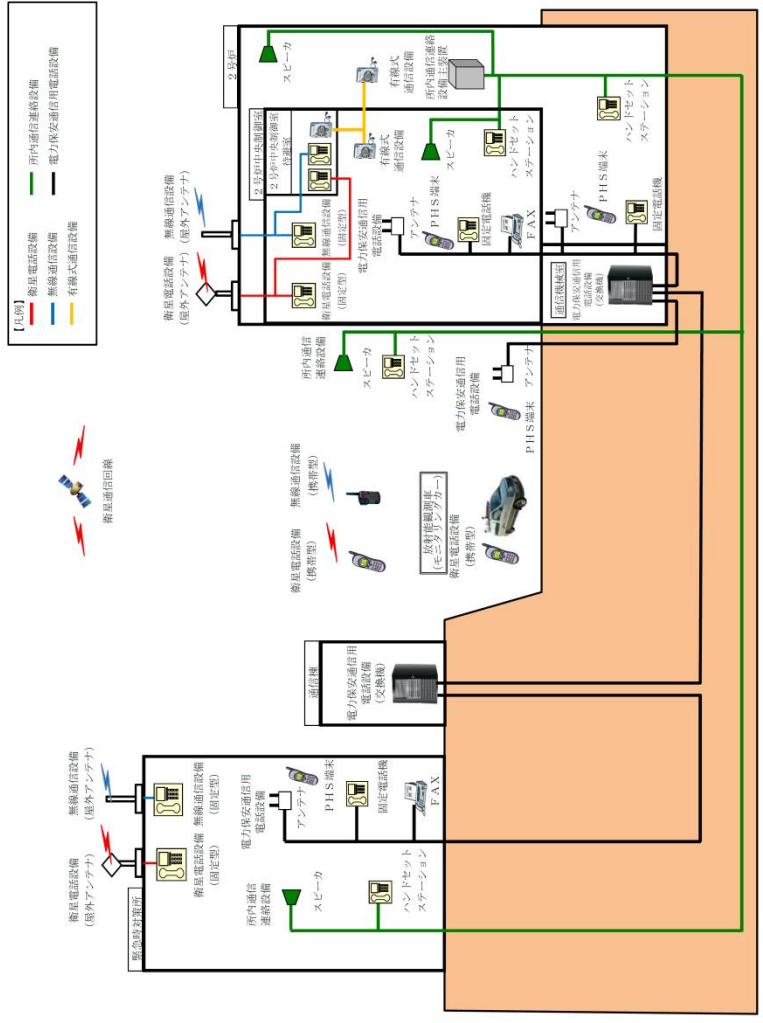 【凡例】
衛星電話設備
無線通信設備
有線式通信設備
所内通信連絡設備
電力保安通信用電話設備
衛星通信回線
衛星電話設備
(屋外アンテナ)
無線通信設備
(屋外アンテナ)
緊急時対策所
衛星電話設備
(固定型)
無線通信設備
(固定型)
所内通信
連絡設備
スピーカ
ハンドセット
ステーション
電力保安通信用
電話設備
アンテナ
PHS端末
固定電話機
FAX
通信棟
電力保安通信用
電話設備
(交換機)
衛星電話設備
(携帯型)
無線通信設備
(携帯型)
放射能観測車
(モニタリングカー)
衛星電話設備
(携帯型)
所内通信
連絡設備
スピーカ
ハンドセット
ステーション
電力保安通信用
電話設備
アンテナ
PHS端末
衛星電話設備
(屋外アンテナ)
無線通信設備
(屋外アンテナ)
2号炉
2号炉中央制御室
2号炉中央制御室
待避室
衛星電話設備
(固定型)
無線通信設備
(固定型)
有線式
通信設備
有線式
通信設備
スピーカ
所内通信連絡
設備主装置
電力保安通信用
電話設備
アンテナ
PHS端末
固定電話機
FAX
スピーカ
ハンドセット
ステーション
通信機械室
電力保安通信用
電話設備
(交換機)
アンテナ
PHS端末
固定電話機
ハンドセット
ステーション